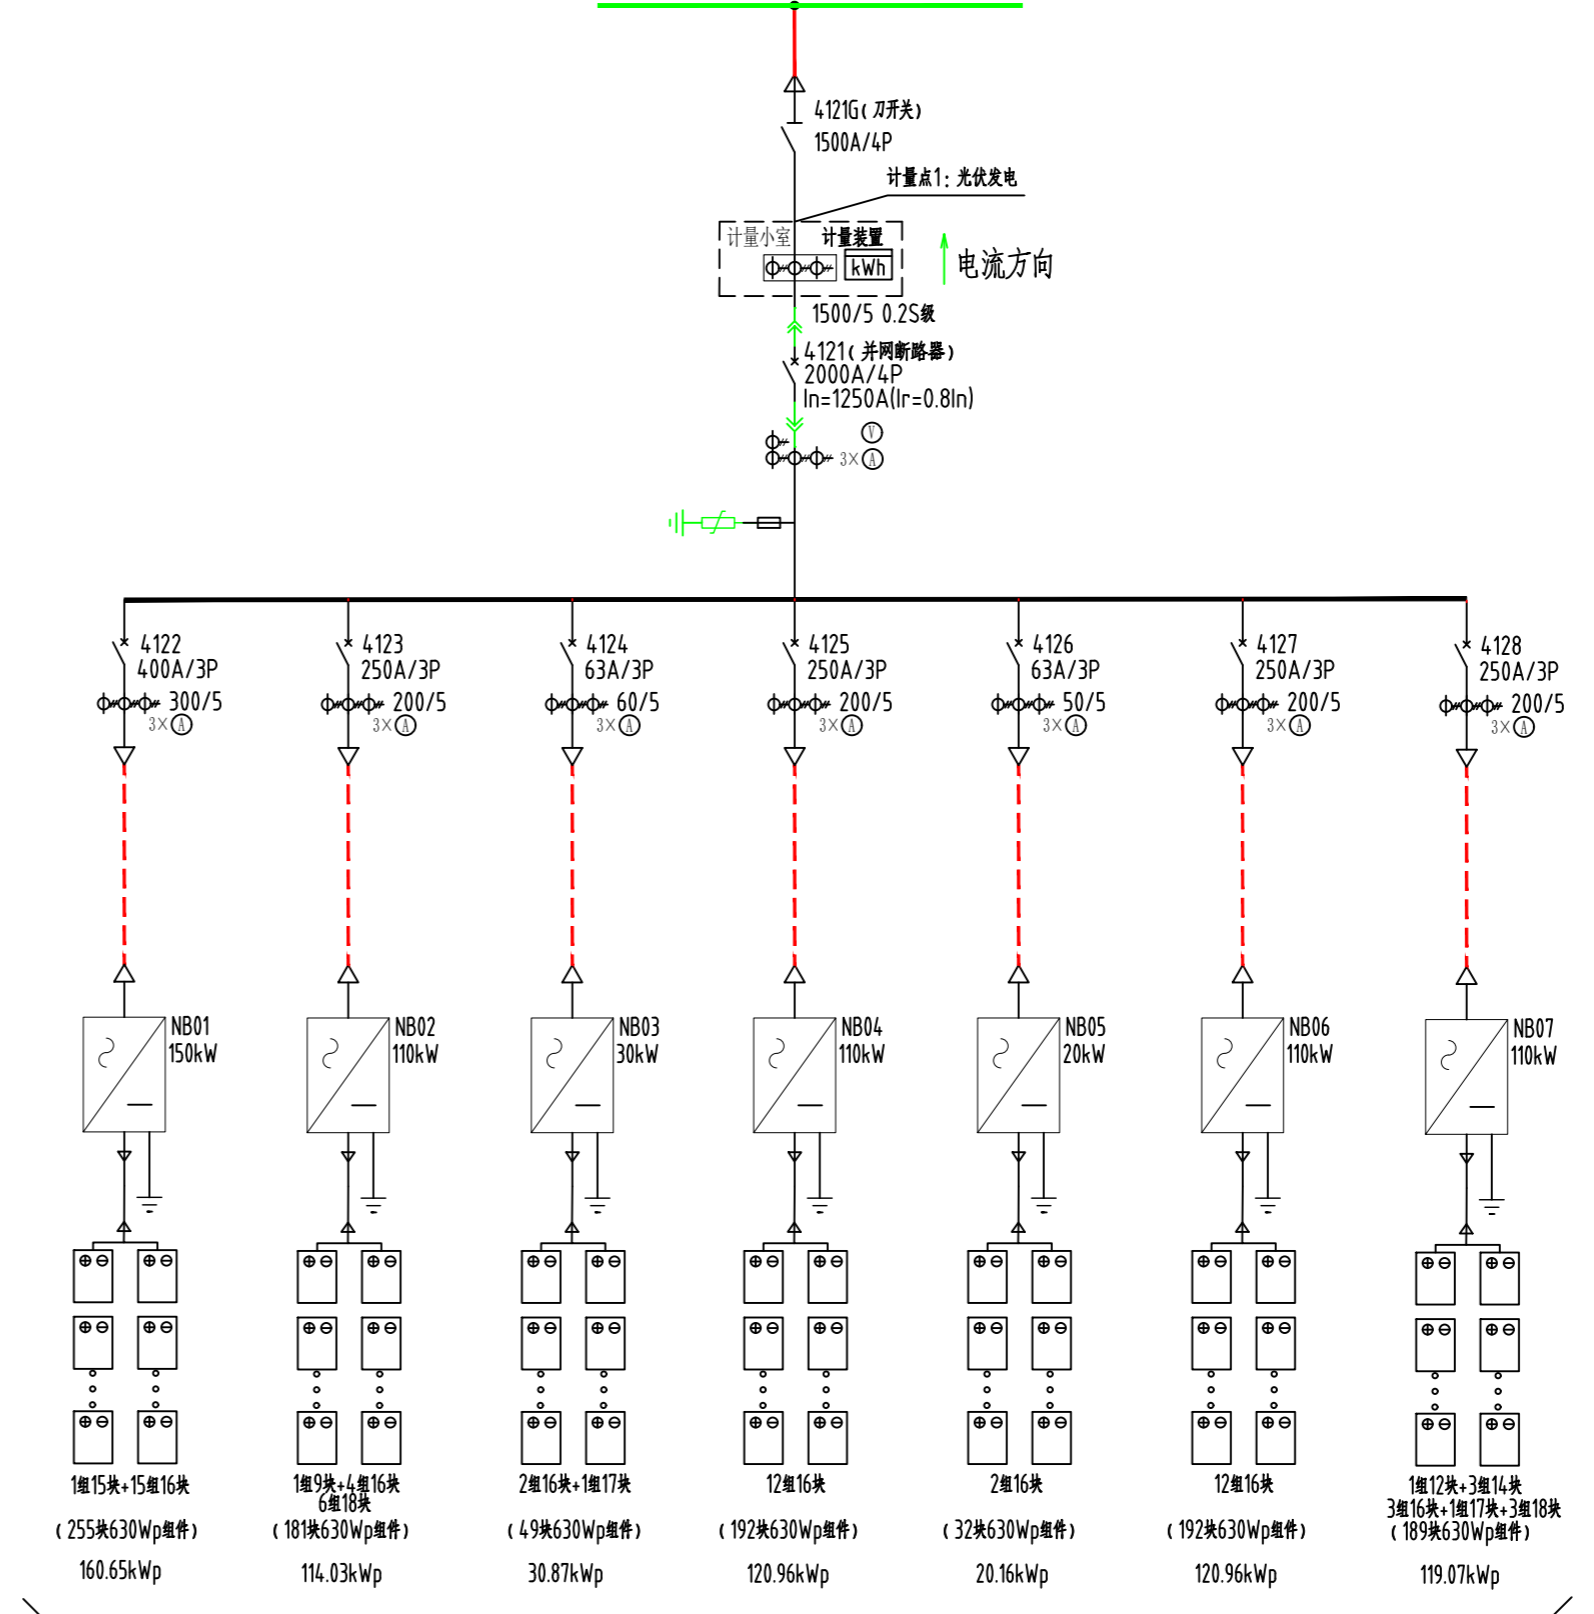 4121G(刀开关)
1500A/4P
计量点1：光伏发电
计量小室
计量装置
kWh
电流方向
1500/5 0.2S级
4121(并网断路器)
2000A/4P
In=1250A(Ir=0.8In)
V
3×A
4122
400A/3P
300/5
3×A
4123
250A/3P
200/5
3×A
4124
63A/3P
60/5
3×A
4125
250A/3P
200/5
3×A
4126
63A/3P
50/5
3×A
4127
250A/3P
200/5
3×A
4128
250A/3P
200/5
3×A
NB01
150kW
NB02
110kW
NB03
30kW
NB04
110kW
NB05
20kW
NB06
110kW
NB07
110kW
1组15块+15组16块
(255块630Wp组件)
160.65kWp
1组9块+4组16块
6组18块
(181块630Wp组件)
114.03kWp
2组16块+1组17块
(49块630Wp组件)
30.87kWp
12组16块
(192块630Wp组件)
120.96kWp
2组16块
(32块630Wp组件)
20.16kWp
12组16块
(192块630Wp组件)
120.96kWp
1组12块+3组14块
3组16块+1组17块+3组18块
(189块630Wp组件)
119.07kWp